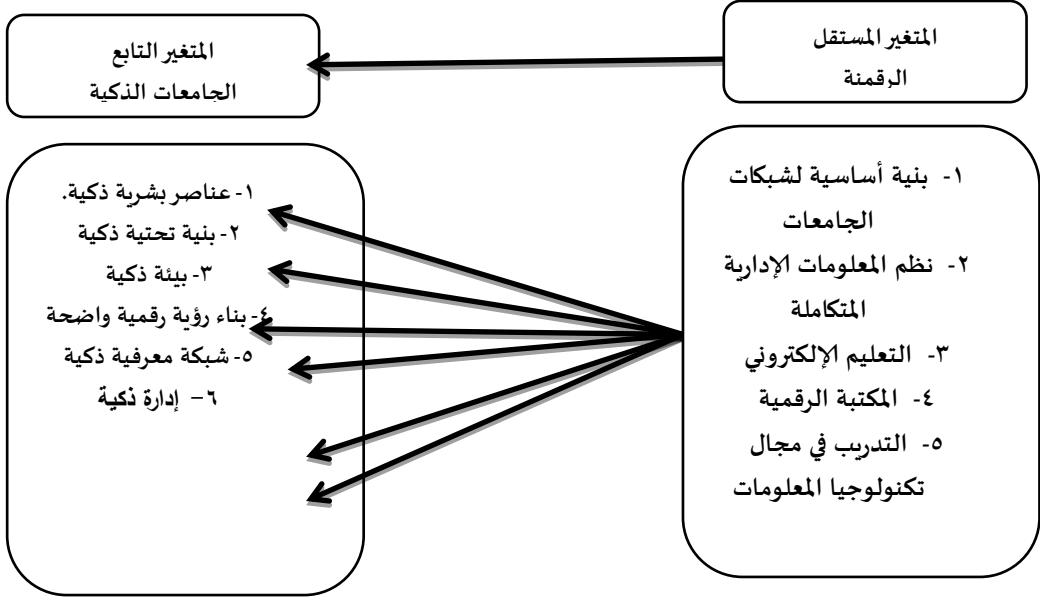 المتغير المستقل
الرقمنة
المتغير التابع
الجامعات الذكية
١- بنية أساسية لشبكات
الجامعات
٢- نظم المعلومات الإدارية
المتكاملة
٣- التعليم الإلكتروني
٤- المكتبة الرقمية
٥- التدريب في مجال
تكنولوجيا المعلومات
١- عناصر بشرية ذكية.
٢- بنية تحتية ذكية
٣- بيئة ذكية
٤- بناء رؤية رقمية واضحة
٥- شبكة معرفية ذكية
٦– إدارة ذكية